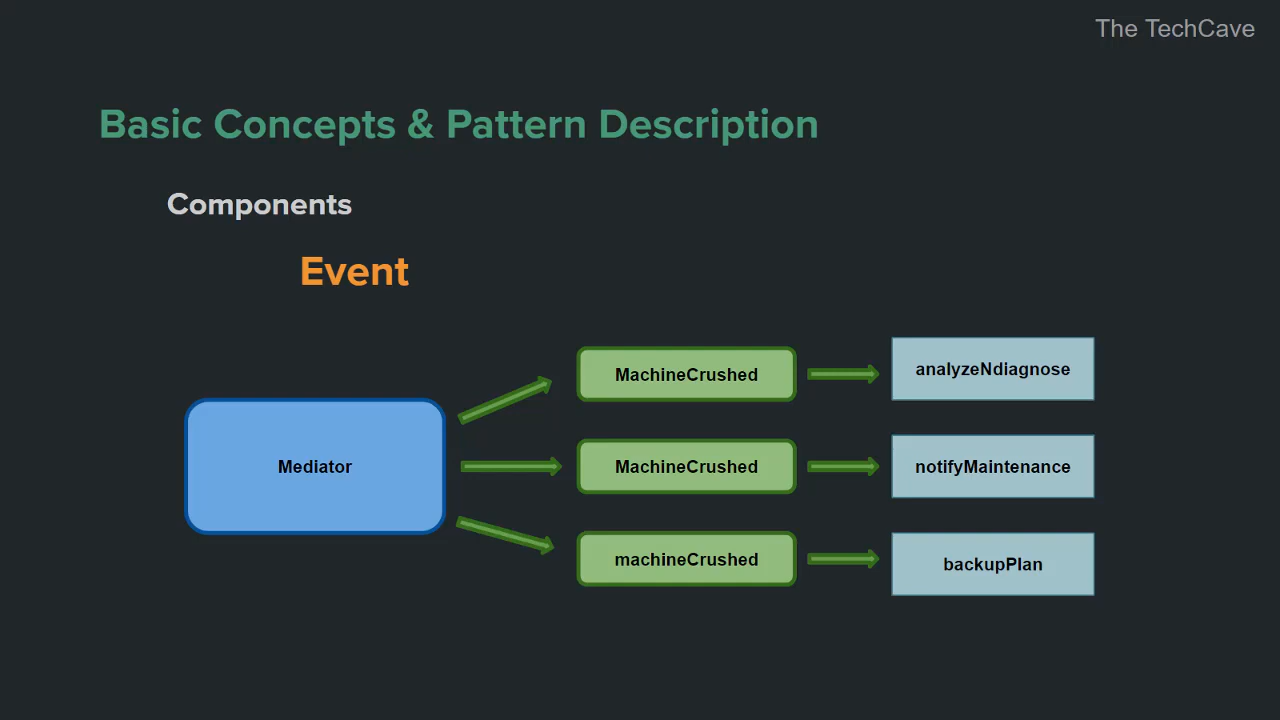 The TechCave
Basic Concepts & Pattern Description
Components
Event
MachineCrushed
analyzeNdiagnose
Mediator
MachineCrushed
notifyMaintenance
machineCrushed
backupPlan